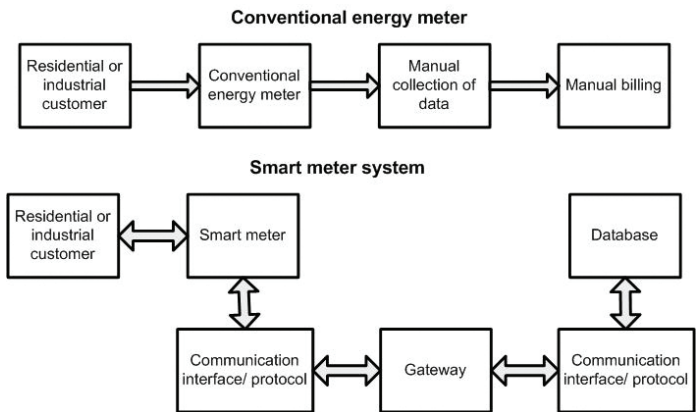 Conventional energy meter
Residential or
industrial
customer
Conventional
energy meter
Manual
collection of
data
Manual billing
Smart meter system
Residential or
industrial
customer
Smart meter
Database
Communication
interface/ protocol
Gateway
Communication
interface/ protocol